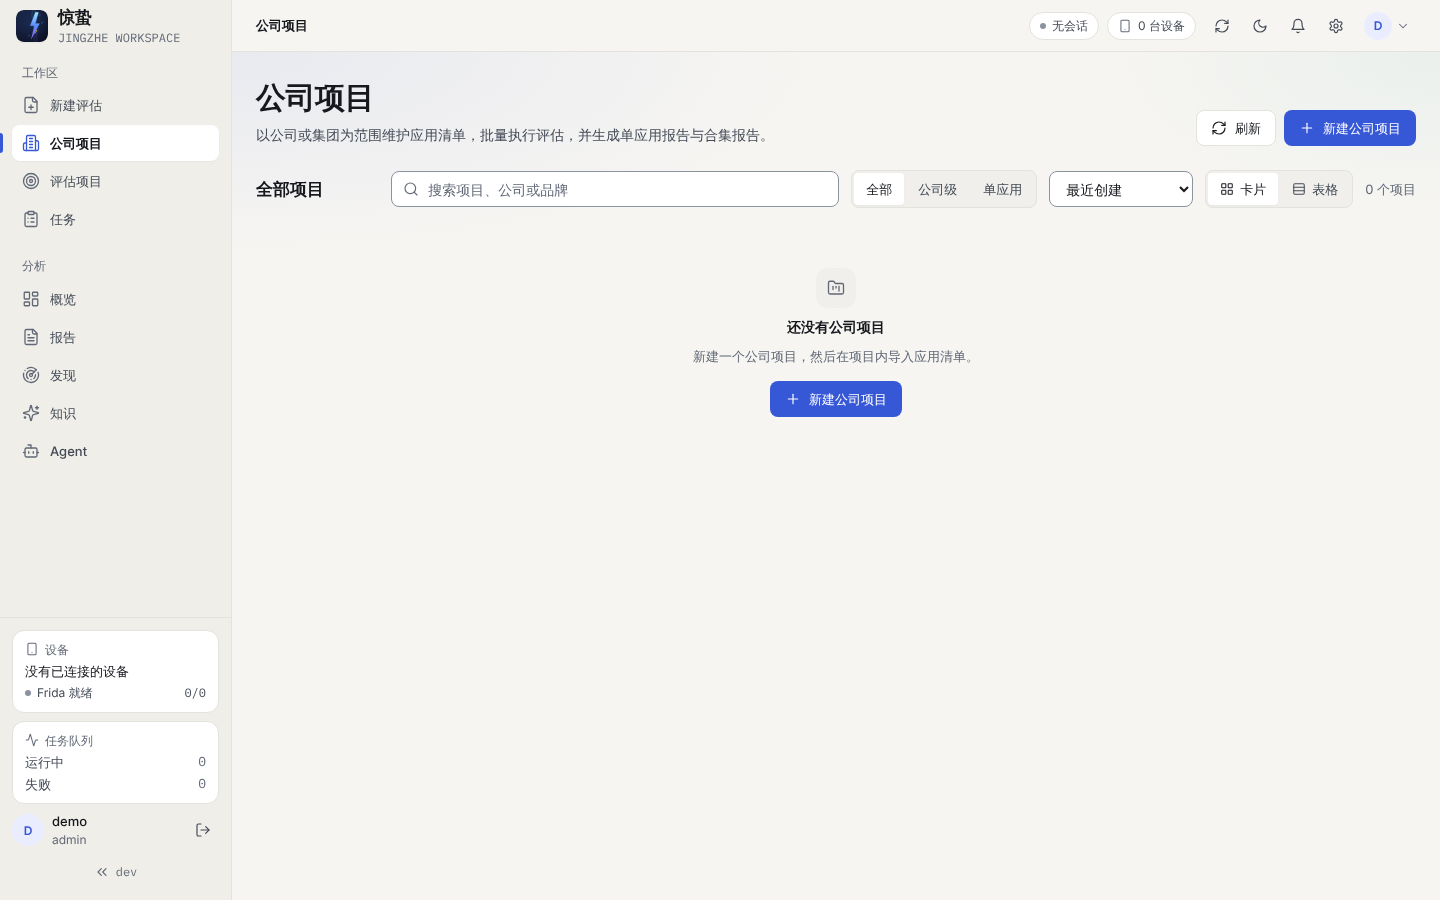 惊蛰
JINGZHE WORKSPACE
工作区
新建评估
公司项目
评估项目
任务
分析
概览
报告
发现
知识
Agent
设备
没有已连接的设备
Frida 就绪 0/0
任务队列
运行中 0
失败 0
D demo
admin
dev
公司项目
无会话 0 台设备 D
公司项目
以公司或集团为范围维护应用清单，批量执行评估，并生成单应用报告与合集报告。
刷新 新建公司项目
全部项目 搜索项目、公司或品牌 全部 公司级 单应用 最近创建 卡片 表格 0 个项目
还没有公司项目
新建一个公司项目，然后在项目内导入应用清单。
新建公司项目